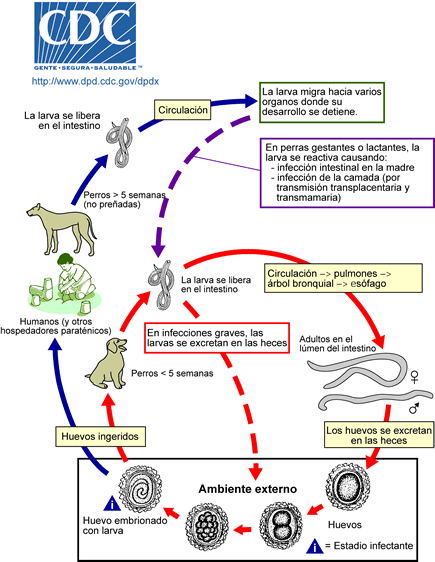 CDC
GENTE·SEGURA·SALUDABLE™
http://www.dpd.cdc.gov/dpdx
Circulación
La larva migra hacia varios
organos donde su
desarrollo se detiene.
La larva se libera
en el intestino
En perras gestantes o lactantes, la
larva se reactiva causando:
- infección intestinal en la madre
- infección de la camada (por
transmisión transplacentaria y
transmamaria)
Perros > 5 semanas
(no preñadas)
La larva se libera
en el intestino
Circulación –> pulmones –>
árbol bronquial –> esófago
Humanos (y otros
hospedadores paraténicos)
En infecciones graves, las
larvas se excretan en las heces
Adultos en el
lúmen del intestino
♀
♂
Perros < 5 semanas
Huevos ingeridos
Los huevos se excretan
en las heces
Ambiente externo
i
Huevo embrionado
con larva
Huevos
i = Estadio infectante